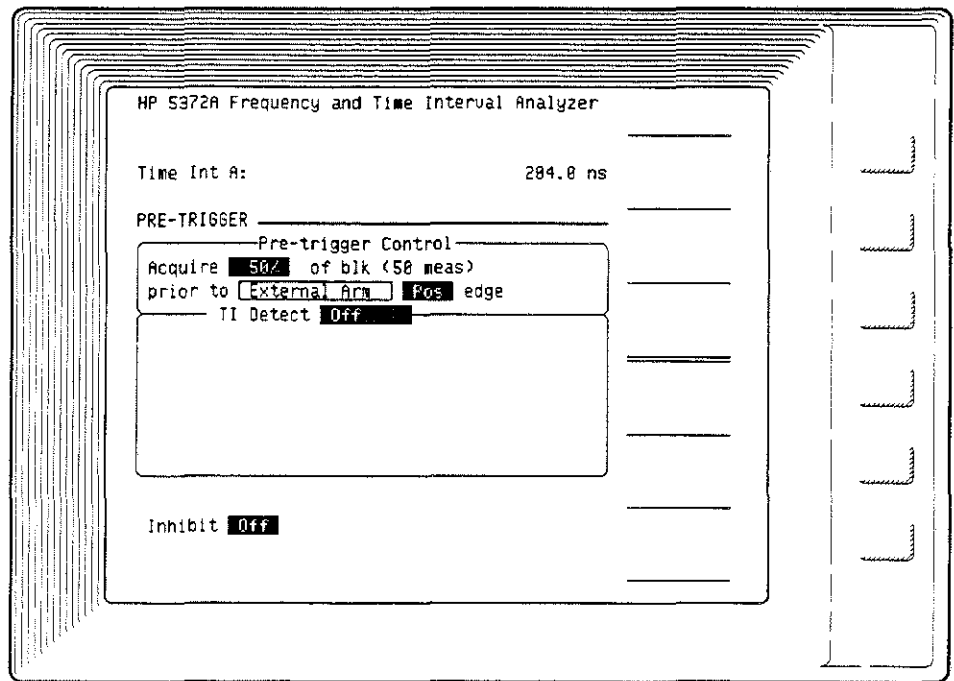 HP 5372A Frequency and Time Interval Analyzer
Time Int A: 204.0 ns
PRE-TRIGGER
Pre-trigger Control
Acquire 50% of blk (50 meas)
prior to External Arm Pos edge
TI Detect Off
Inhibit Off